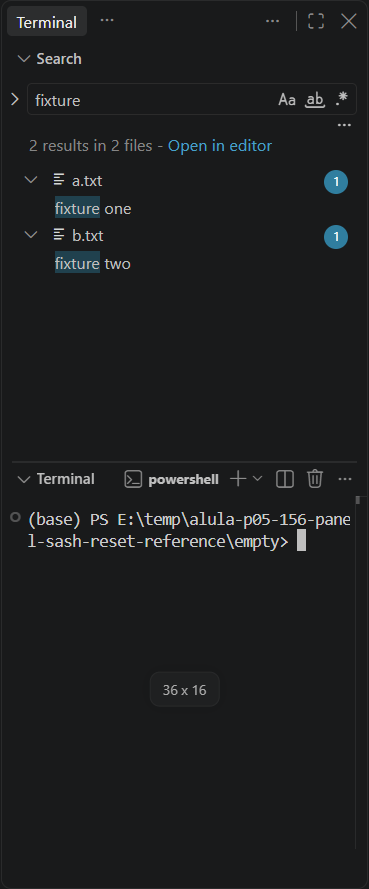 Terminal
Search
fixture Aa ab .*
2 results in 2 files - Open in editor
a.txt 1
fixture one
b.txt 1
fixture two
Terminal powershell
(base) PS E:\temp\alula-p05-156-pane
l-sash-reset-reference\empty>
36 x 16